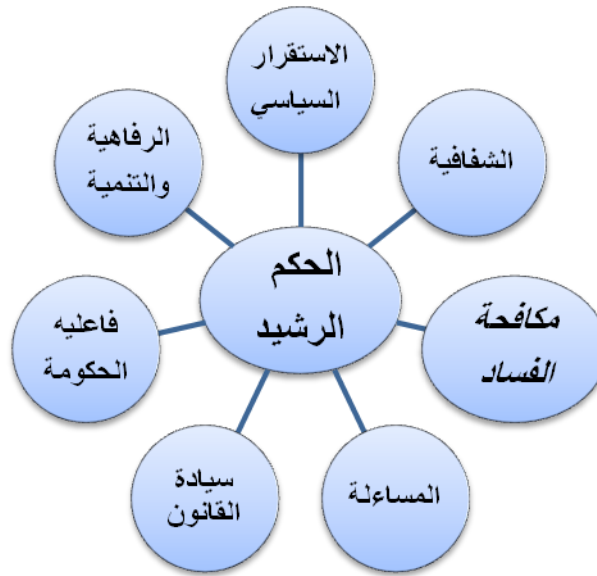 الاستقرار
السياسي
الشفافية
مكافحة
الفساد
المساءلة
سيادة
القانون
فاعليه
الحكومة
الرفاهية
والتنمية
الحكم
الرشيد